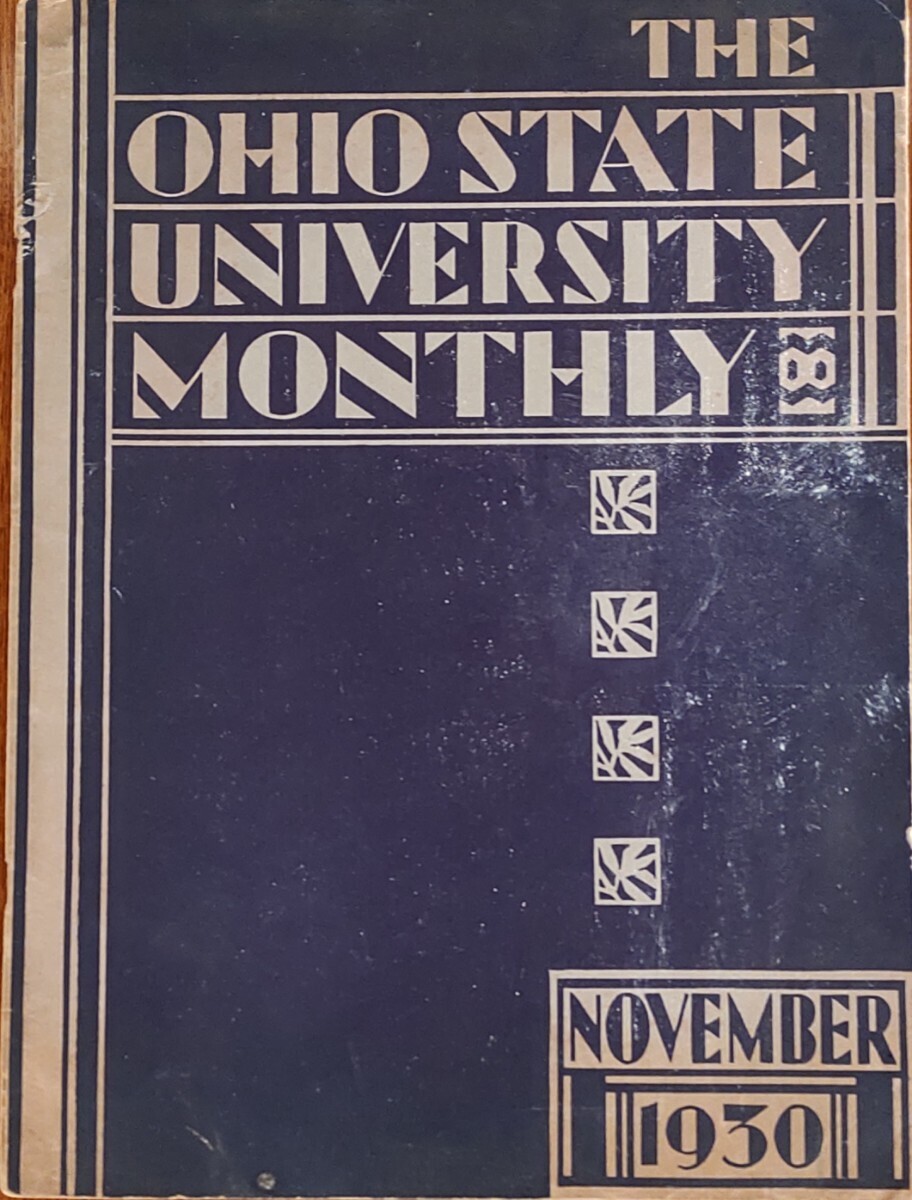 THE
OHIO STATE
UNIVERSITY
MONTHLY
NOVEMBER
1930